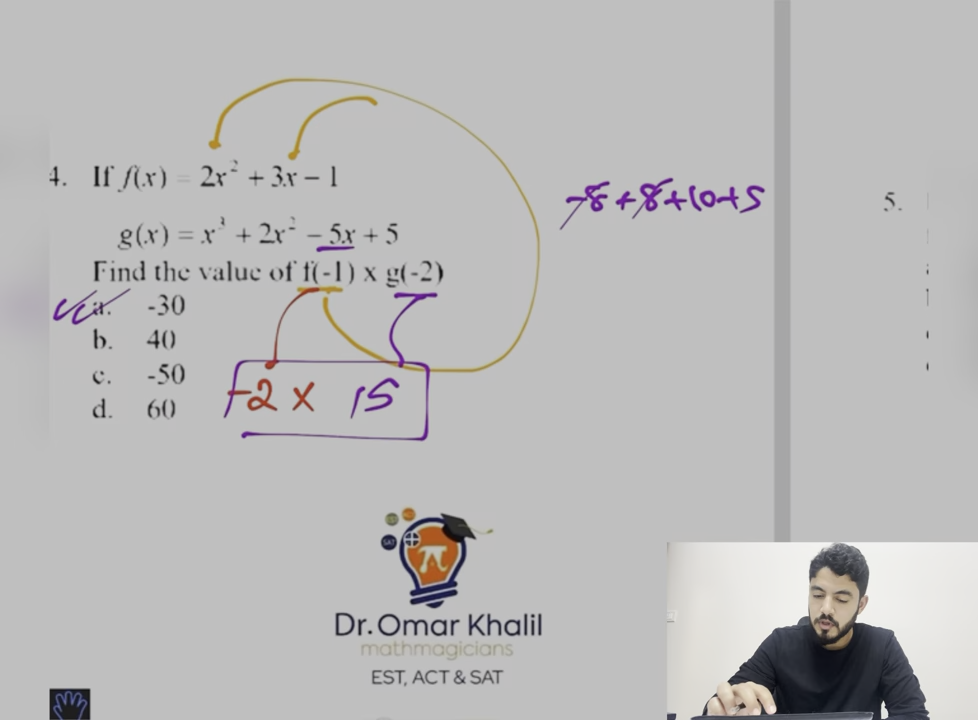 4. If f(x) = 2x² + 3x − 1
g(x) = x³ + 2x² − 5x + 5
Find the value of f(-1) x g(-2)
a. -30
b. 40
c. -50
d. 60
-2 x 15
-8 + 8 + 10 + 5
5.
π
SAT
Dr. Omar Khalil
mathmagicians
EST, ACT & SAT